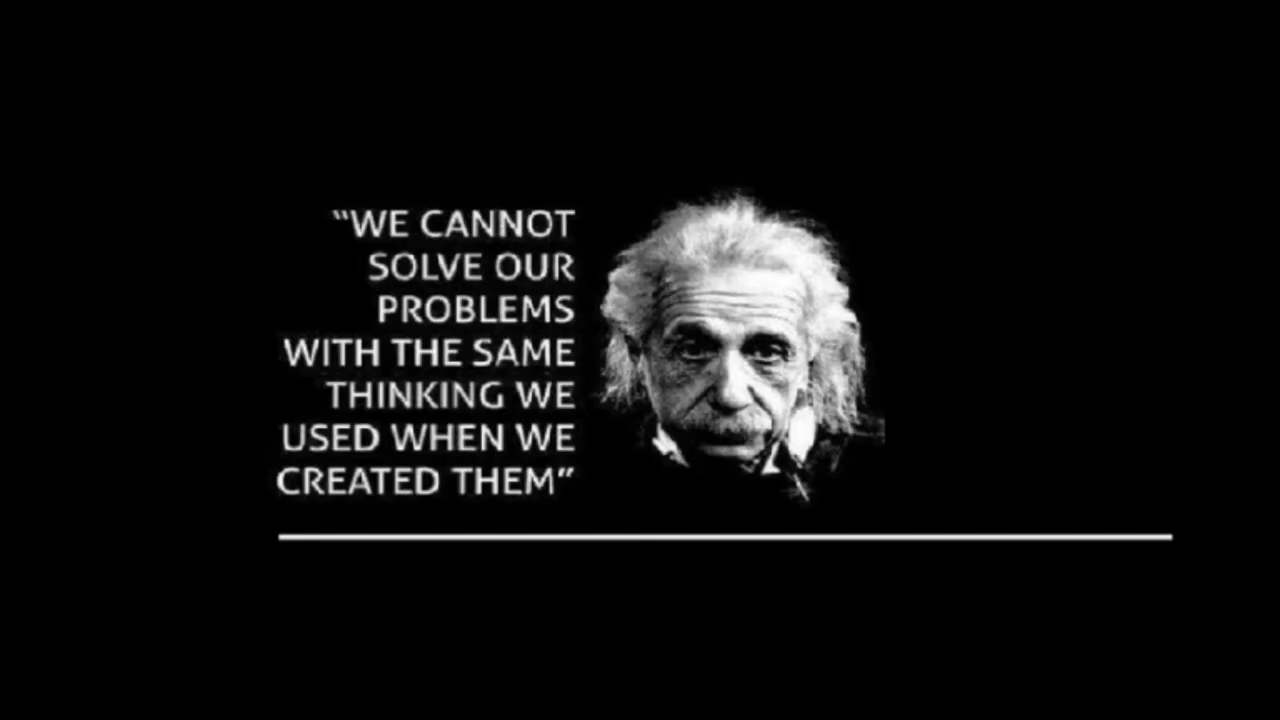 “WE CANNOT
SOLVE OUR
PROBLEMS
WITH THE SAME
THINKING WE
USED WHEN WE
CREATED THEM”